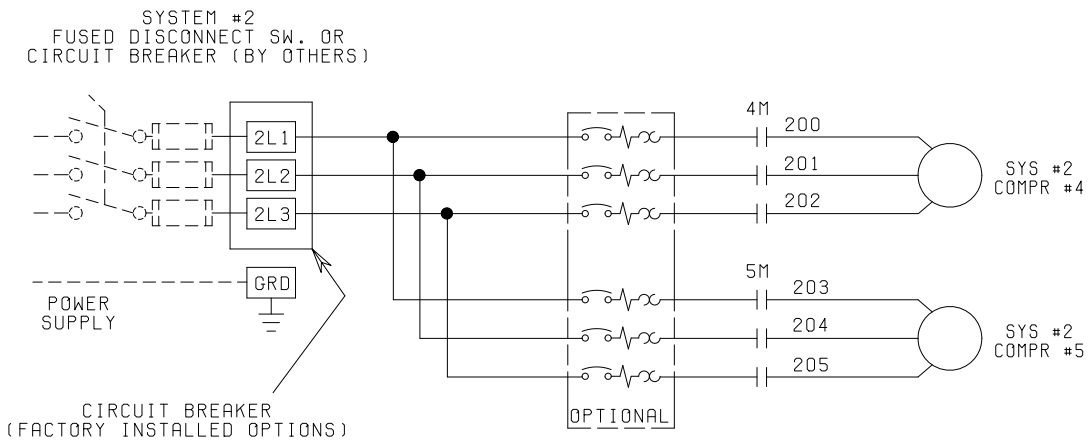 SYSTEM #2
FUSED DISCONNECT SW. OR
CIRCUIT BREAKER (BY OTHERS)
2L1
2L2
2L3
GRD
POWER
SUPPLY
CIRCUIT BREAKER
(FACTORY INSTALLED OPTIONS)
OPTIONAL
4M
200
201
202
SYS #2
COMPR #4
5M
203
204
205
SYS #2
COMPR #5